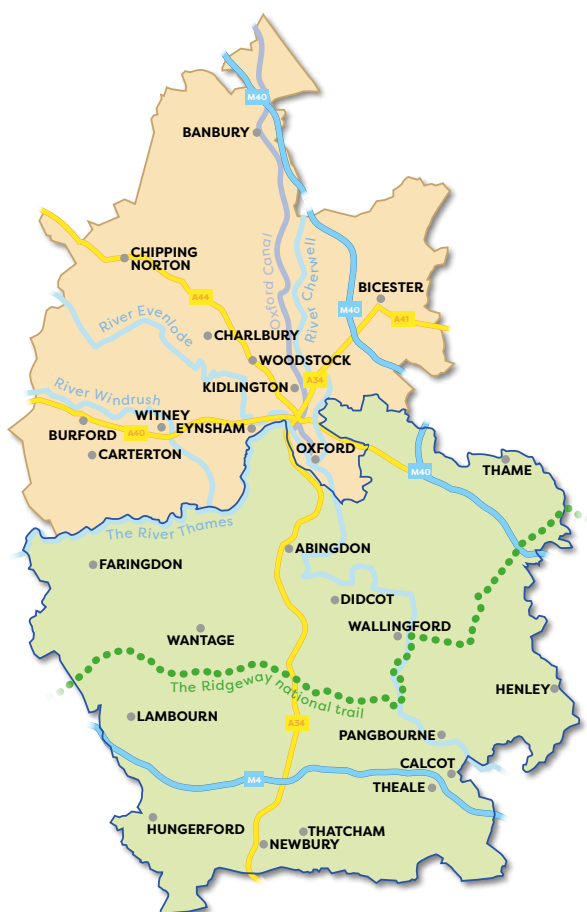 M40
BANBURY
CHIPPING
NORTON
Oxford Canal
River Cherwell
BICESTER
A44
M40
A41
River Evenlode
CHARLBURY
WOODSTOCK
A34
KIDLINGTON
River Windrush
WITNEY
EYNSHAM
BURFORD
A40
CARTERTON
OXFORD
M40
THAME
The River Thames
ABINGDON
FARINGDON
DIDCOT
WALLINGFORD
WANTAGE
The Ridgeway national trail
HENLEY
LAMBOURN
A34
PANGBOURNE
CALCOT
M4
THEALE
HUNGERFORD
THATCHAM
NEWBURY